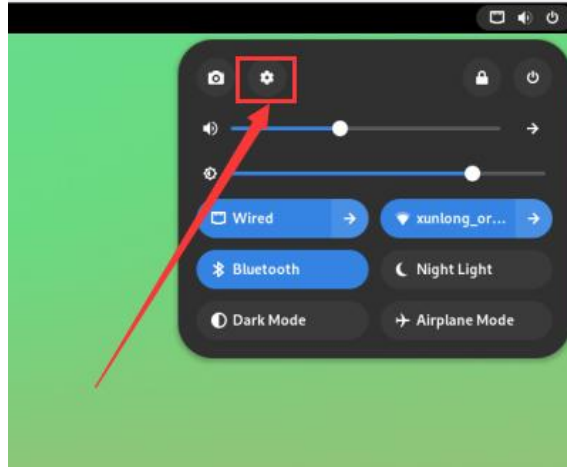 Wired
xunlong_or...
Bluetooth
Night Light
Dark Mode
Airplane Mode